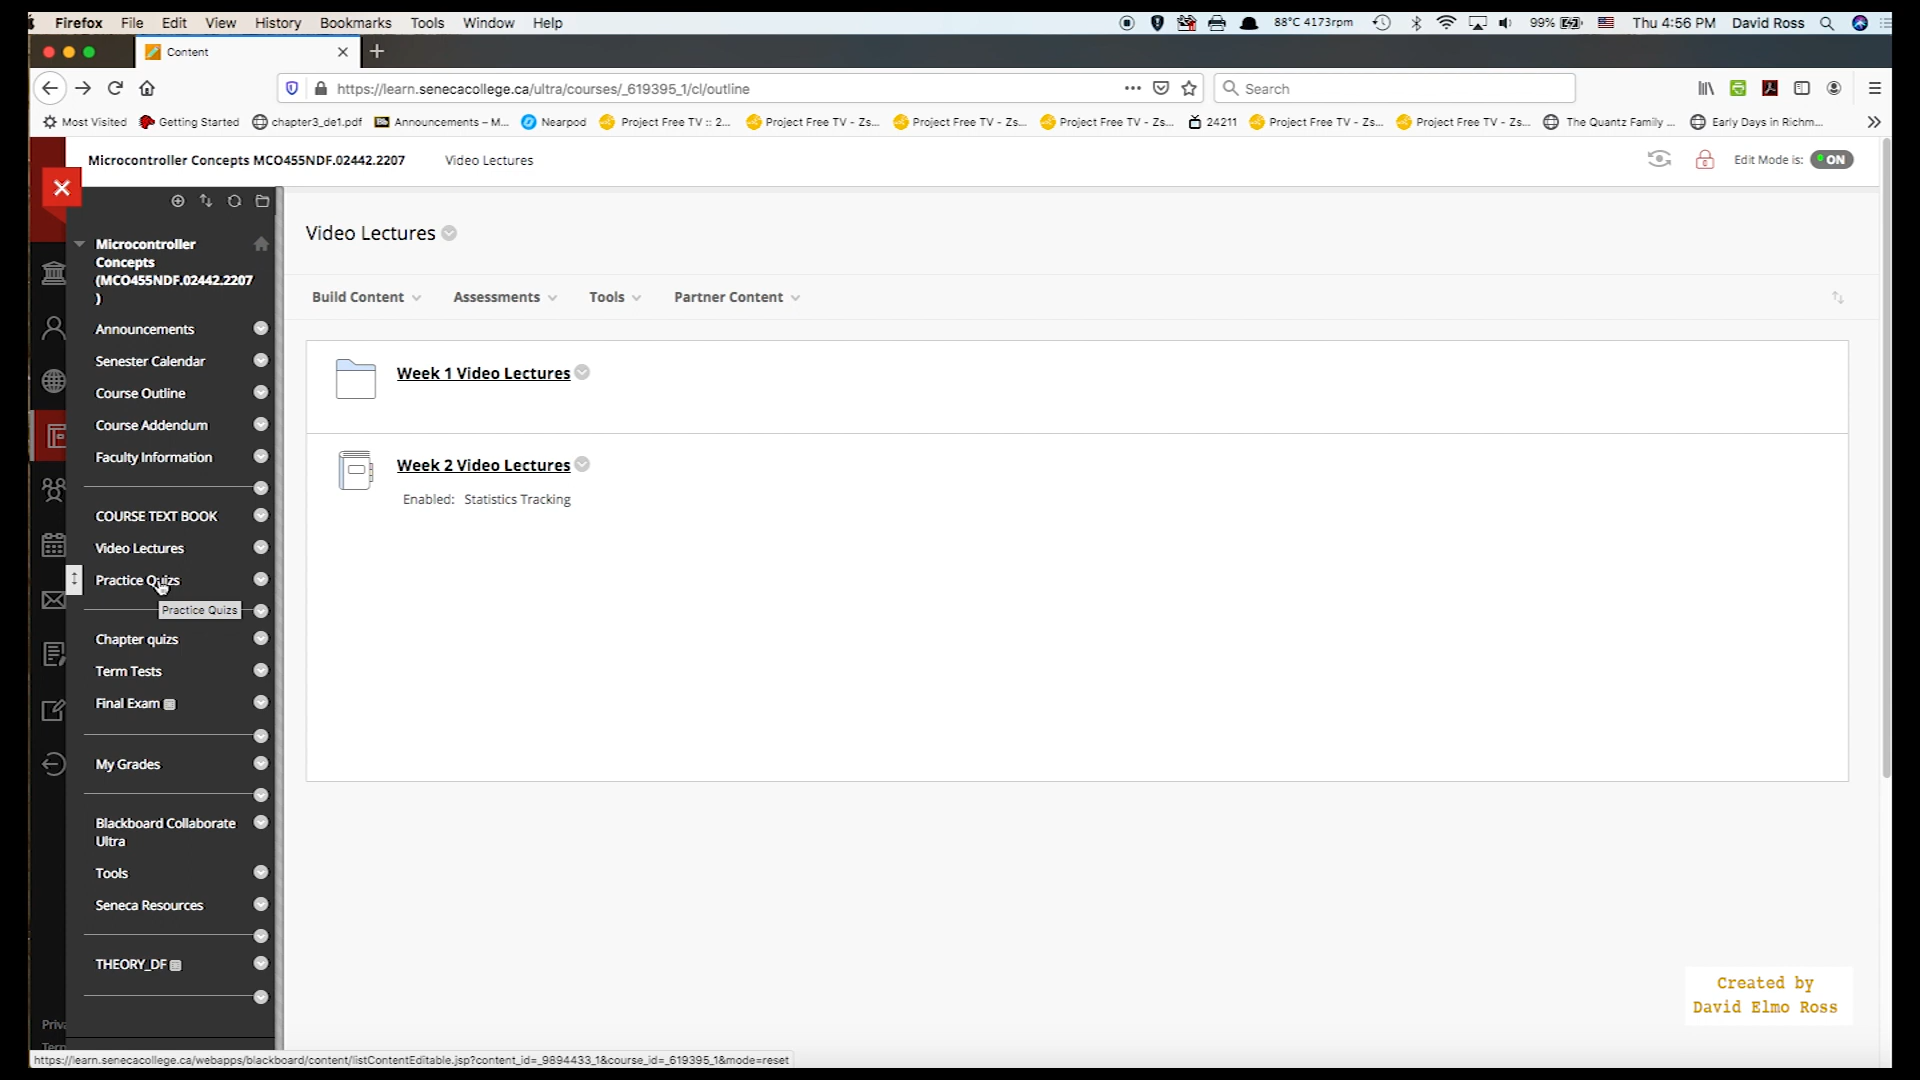 Firefox File Edit View History Bookmarks Tools Window Help 88°C 4173rpm 99% Thu 4:56 PM David Ross
Content
https://learn.senecacollege.ca/ultra/courses/_619395_1/cl/outline Search
Most Visited Getting Started chapter3_de1.pdf Announcements – M... Nearpod Project Free TV :: 2... Project Free TV - Zs... Project Free TV - Zs... Project Free TV - Zs... 24211 Project Free TV - Zs... Project Free TV - Zs... The Quantz Family ... Early Days in Richm...
Microcontroller Concepts MCO455NDF.02442.2207 Video Lectures Edit Mode is: ON
Microcontroller
Concepts
(MCO455NDF.02442.2207
)
Announcements
Senester Calendar
Course Outline
Course Addendum
Faculty Information
COURSE TEXT BOOK
Video Lectures
Practice Quizs
Practice Quizs
Chapter quizs
Term Tests
Final Exam
My Grades
Blackboard Collaborate
Ultra
Tools
Seneca Resources
THEORY_DF
Video Lectures
Build Content Assessments Tools Partner Content
Week 1 Video Lectures
Week 2 Video Lectures
Enabled: Statistics Tracking
Created by
David Elmo Ross
https://learn.senecacollege.ca/webapps/blackboard/content/listContentEditable.jsp?content_id=_9894433_1&course_id=_619395_1&mode=reset